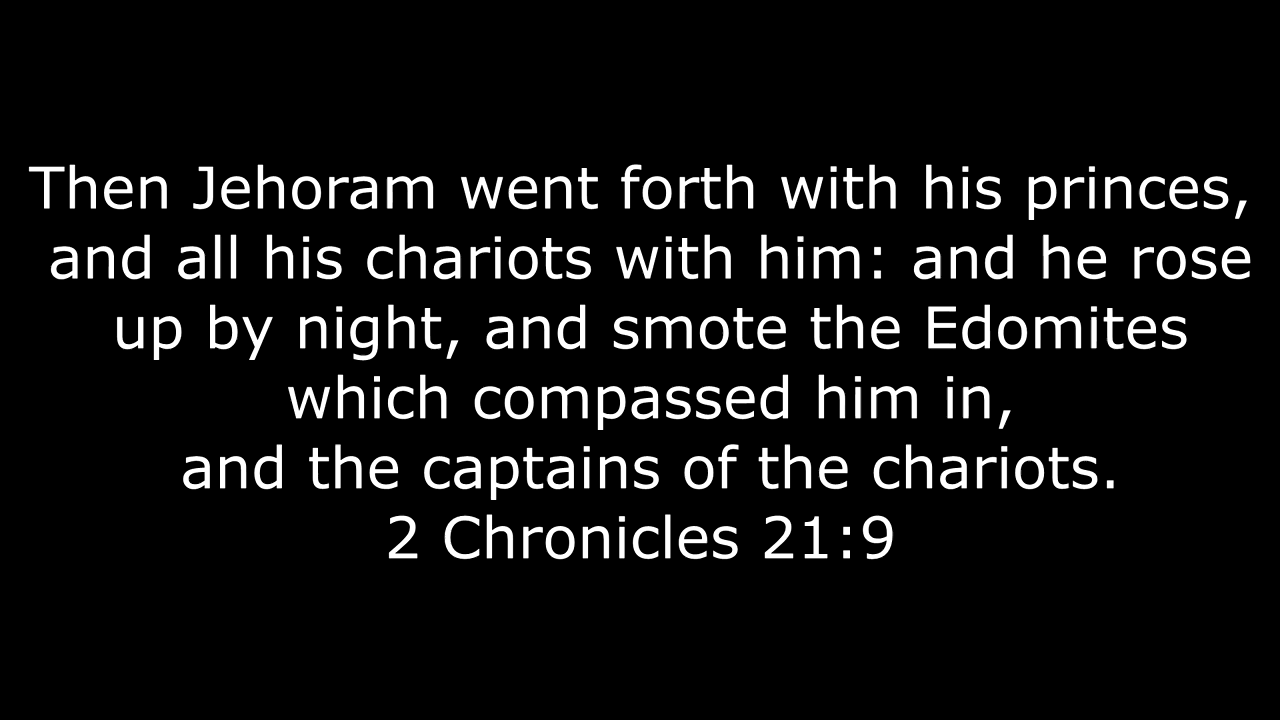 Then Jehoram went forth with his princes,
and all his chariots with him: and he rose
up by night, and smote the Edomites
which compassed him in,
and the captains of the chariots.
2 Chronicles 21:9